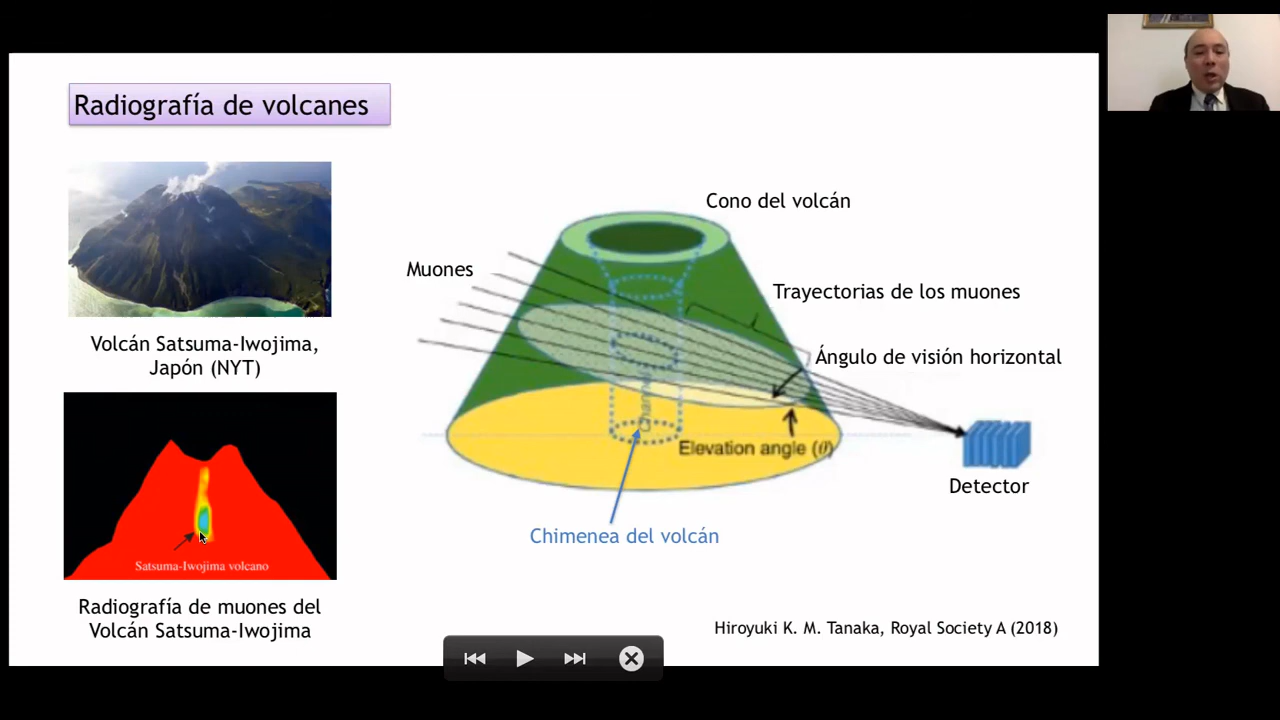 Radiografía de volcanes
Volcán Satsuma-Iwojima,
Japón (NYT)
Satsuma-Iwojima volcano
Radiografía de muones del
Volcán Satsuma-Iwojima
Cono del volcán
Muones
Trayectorias de los muones
Ángulo de visión horizontal
Channel
Elevation angle (θ)
Detector
Chimenea del volcán
Hiroyuki K. M. Tanaka, Royal Society A (2018)